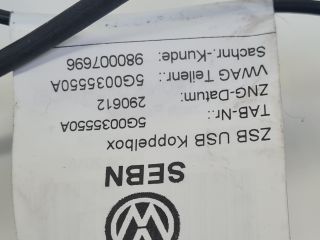 SEBN
ZSB USB Koppelbox
TAB-Nr.: 5G0035550A
ZNG-Datum: 290612
VWAG Teilenr.: 5G0035550A
Sachnr.-Kunde: 980007696